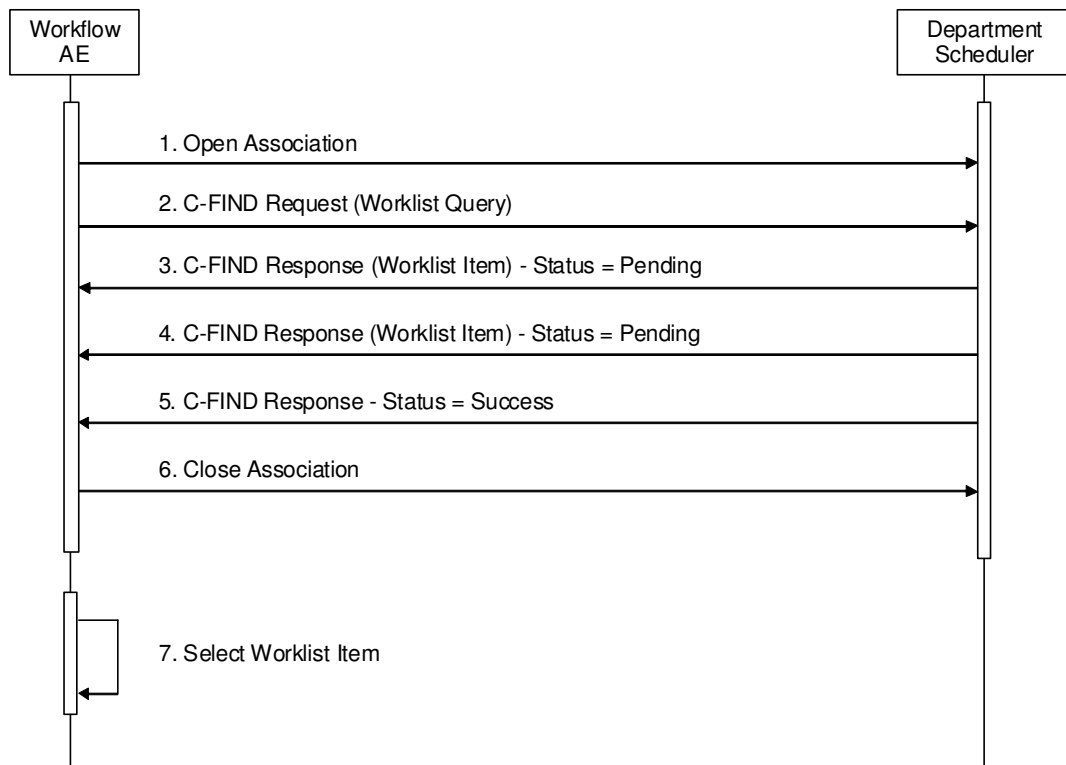 Workflow
AE
Department
Scheduler
1. Open Association
2. C-FIND Request (Worklist Query)
3. C-FIND Response (Worklist Item) - Status = Pending
4. C-FIND Response (Worklist Item) - Status = Pending
5. C-FIND Response - Status = Success
6. Close Association
7. Select Worklist Item